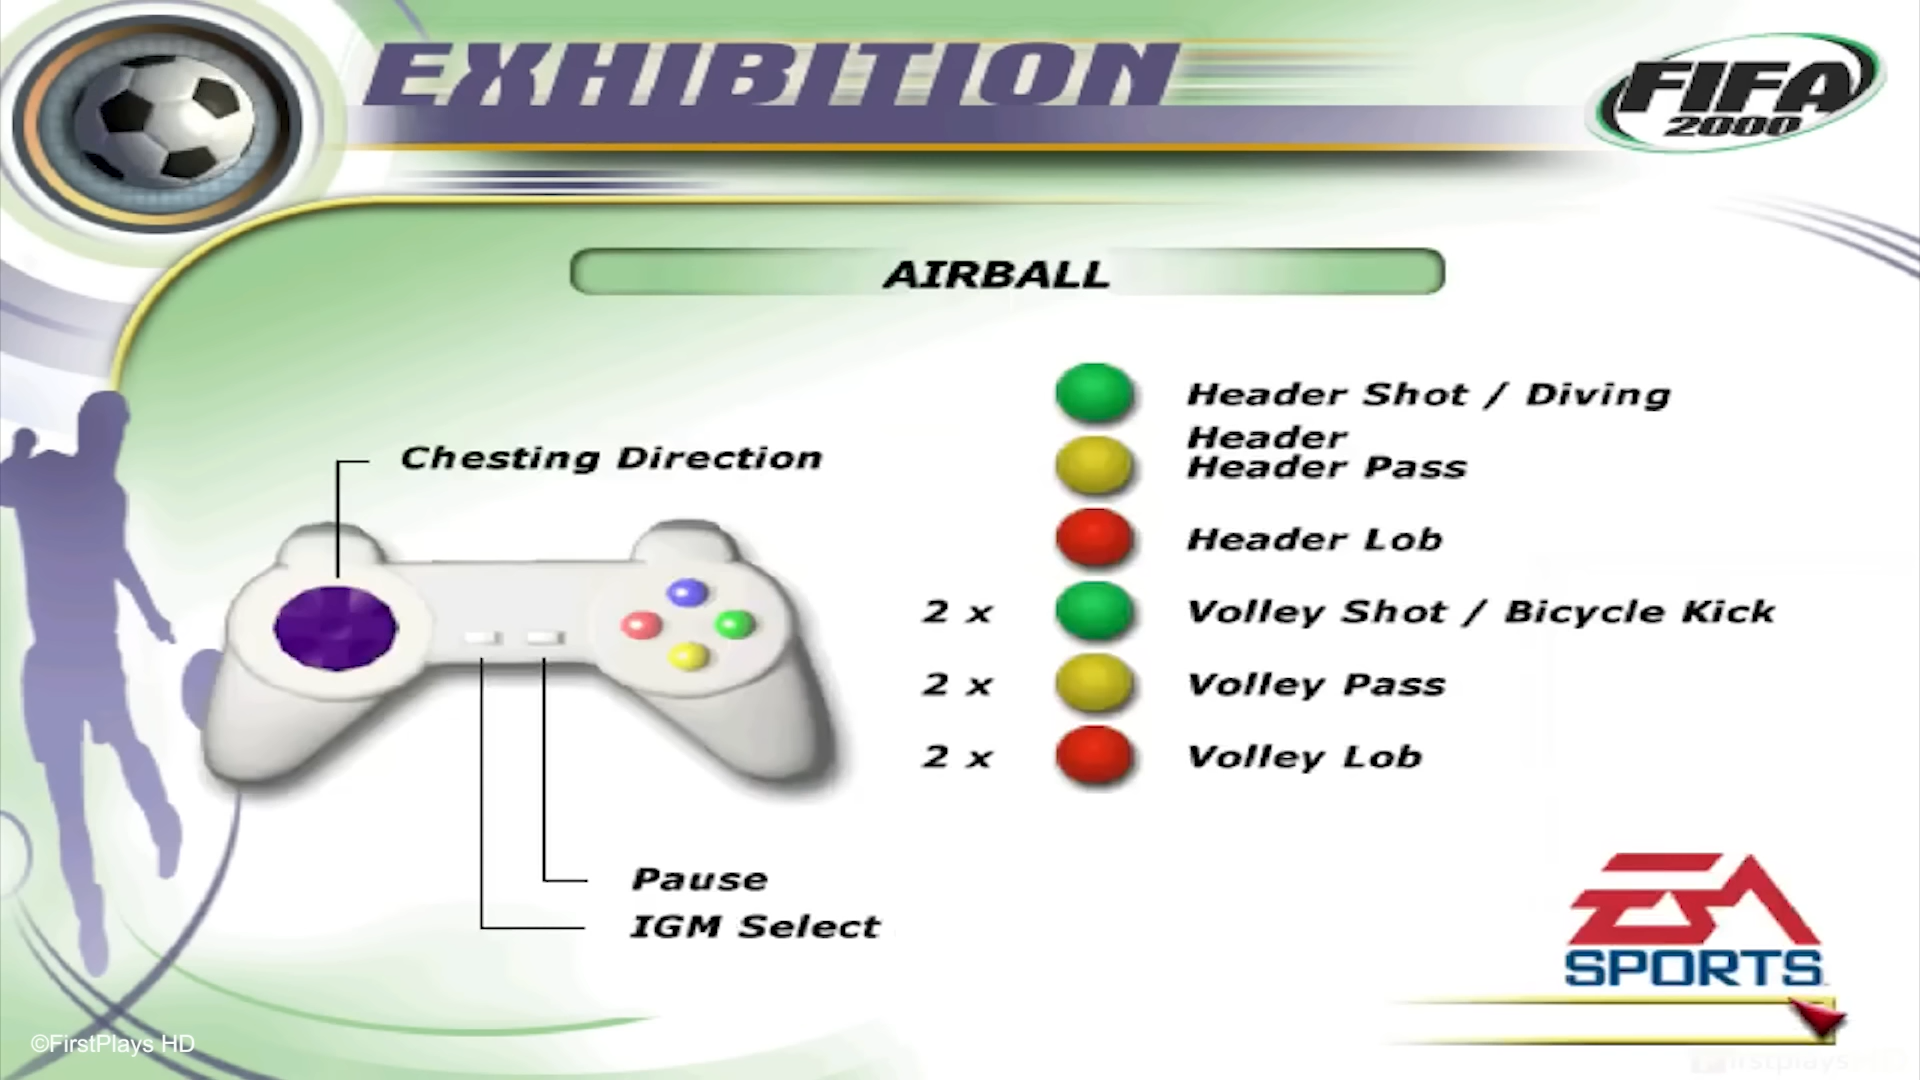 EXHIBITION
FIFA
2000
AIRBALL
Header Shot / Diving
Header
Header Pass
Chesting Direction
Header Lob
2 x Volley Shot / Bicycle Kick
2 x Volley Pass
2 x Volley Lob
Pause
IGM Select
EA
SPORTS
©FirstPlays HD
firstplays